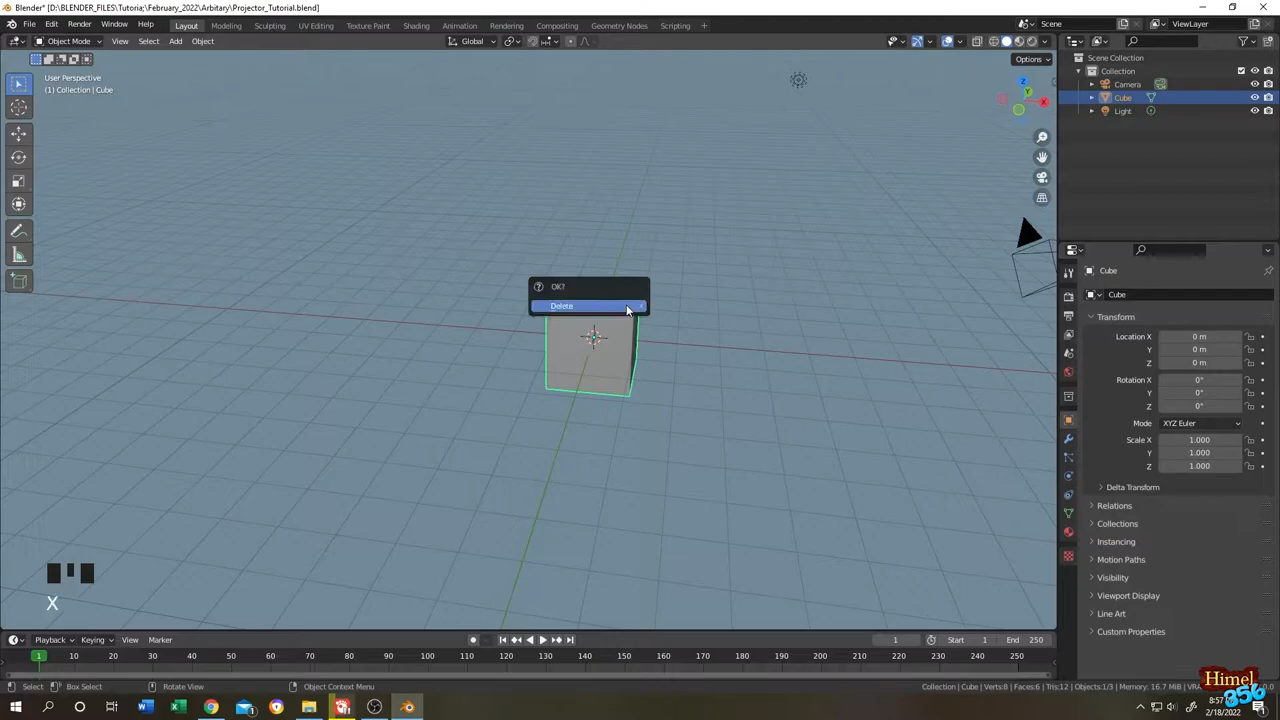 Blender* [D:\BLENDER_FILES\Tutoria;\February_2022\Arbitary\Projector_Tutorial.blend]
File Edit Render Window Help Layout Modeling Sculpting UV Editing Texture Paint Shading Animation Rendering Compositing Geometry Nodes Scripting + Scene ViewLayer
Object Mode View Select Add Object Global
Options
User Perspective
(1) Collection | Cube
Z
Y
X
Scene Collection
Collection
Camera
Cube
Light
OK?
Delete
Cube
Cube
Transform
Location X 0 m
Y 0 m
Z 0 m
Rotation X 0°
Y 0°
Z 0°
Mode XYZ Euler
Scale X 1.000
Y 1.000
Z 1.000
Delta Transform
Relations
Collections
Instancing
Motion Paths
Visibility
Viewport Display
Line Art
Custom Properties
X
Playback Keying View Marker 1 Start 1 End 250
1 10 20 30 40 50 60 70 80 90 100 110 120 130 140 150 160 170 180 190 200 210 220 230 240 250
Select Box Select Rotate View Object Context Menu Collection | Cube | Verts:8 | Faces:6 | Tris:12 | Objects:1/3 | Memory: 16.7 MiB | VRA
Himel
356
8:57
2/18/2022